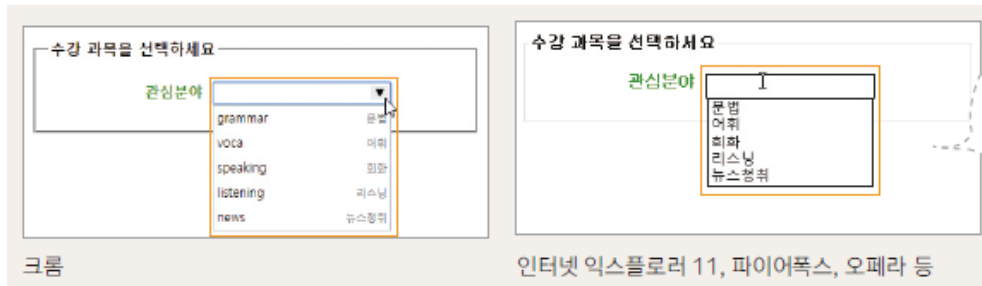 수강 과목을 선택하세요
관심분야
grammar 문법
voca 어휘
speaking 회화
listening 리스닝
news 뉴스청취
크롬
수강 과목을 선택하세요
관심분야
문법
어휘
회화
리스닝
뉴스청취
인터넷 익스플로러 11, 파이어폭스, 오페라 등